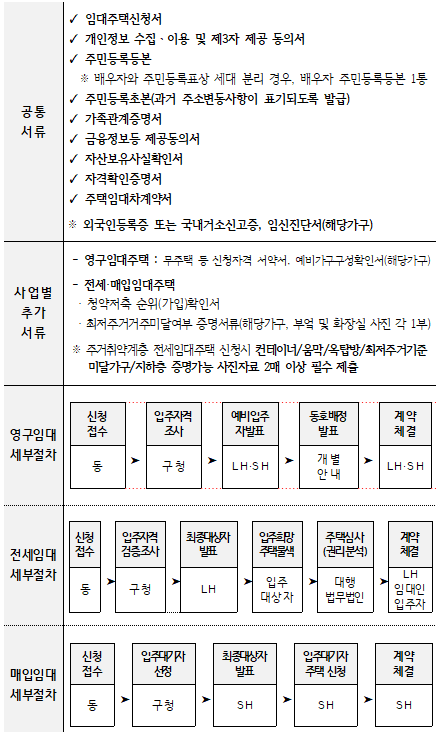 공통
서류
✓ 임대주택신청서
✓ 개인정보 수집·이용 및 제3자 제공 동의서
✓ 주민등록등본
※ 배우자와 주민등록표상 세대 분리 경우, 배우자 주민등록등본 1통
✓ 주민등록초본(과거 주소변동사항이 표기되도록 발급)
✓ 가족관계증명서
✓ 금융정보등 제공동의서
✓ 자산보유사실확인서
✓ 자격확인증명서
✓ 주택임대차계약서
※ 외국인등록증 또는 국내거소신고증, 임신진단서(해당가구)
사업별
추가
서류
- 영구임대주택 : 무주택 등 신청자격 서약서, 예비가구구성확인서(해당가구)
- 전세·매입임대주택
· 청약저축 순위(가입)확인서
· 최저주거기준미달여부 증명서류(해당가구, 부엌 및 화장실 사진 각 1부)
※ 주거취약계층 전세임대주택 신청시 컨테이너/움막/옥탑방/최저주거기준
미달가구/지하층 증명가능 사진자료 2매 이상 필수 제출
영구임대
세부절차
신청
접수
동
➤
입주자격
조사
구청
➤
예비입주
자발표
LH·SH
➤
동호배정
발표
개별
안내
➤
계약
체결
LH·SH
전세임대
세부절차
신청
접수
동
➤
입주자격
검증조사
구청
➤
최종대상자
발표
LH
➤
입주희망
주택물색
입주
대상자
➤
주택심사
(권리분석)
대행
법무법인
➤
계약
체결
LH
임대인
입주자
매입임대
세부절차
신청
접수
동
➤
입주대기자
선정
구청
➤
최종대상자
발표
SH
➤
입주대기자
주택 신청
SH
➤
계약
체결
SH